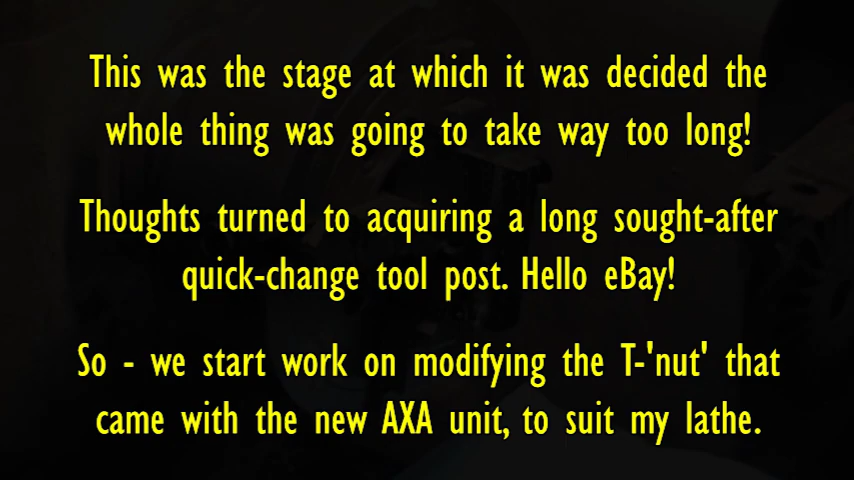 This was the stage at which it was decided the
whole thing was going to take way too long!
Thoughts turned to acquiring a long sought-after
quick-change tool post. Hello eBay!
So - we start work on modifying the T-'nut' that
came with the new AXA unit, to suit my lathe.